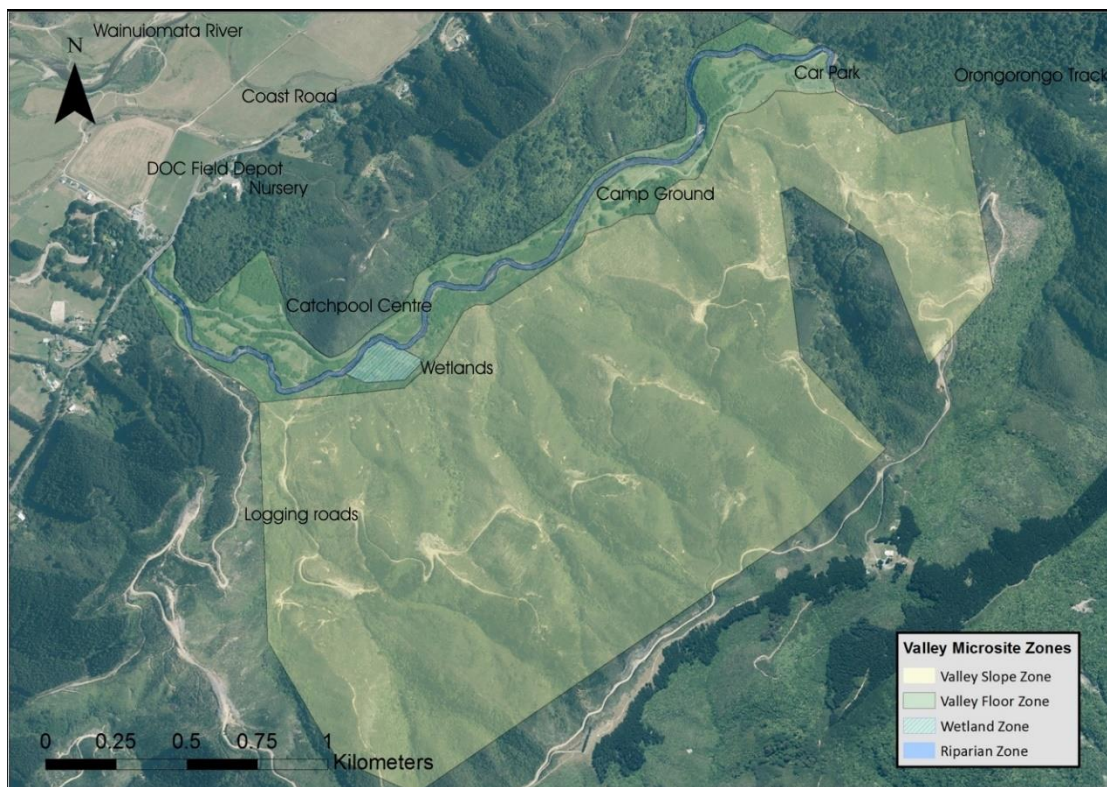 Wainuiomata River
N
Car Park
Orongorongo Track
Coast Road
DOC Field Depot
Nursery
Camp Ground
Catchpool Centre
Wetlands
Logging roads
Valley Microsite Zones
Valley Slope Zone
Valley Floor Zone
Wetland Zone
Riparian Zone
0 0.25 0.5 0.75 1
Kilometers